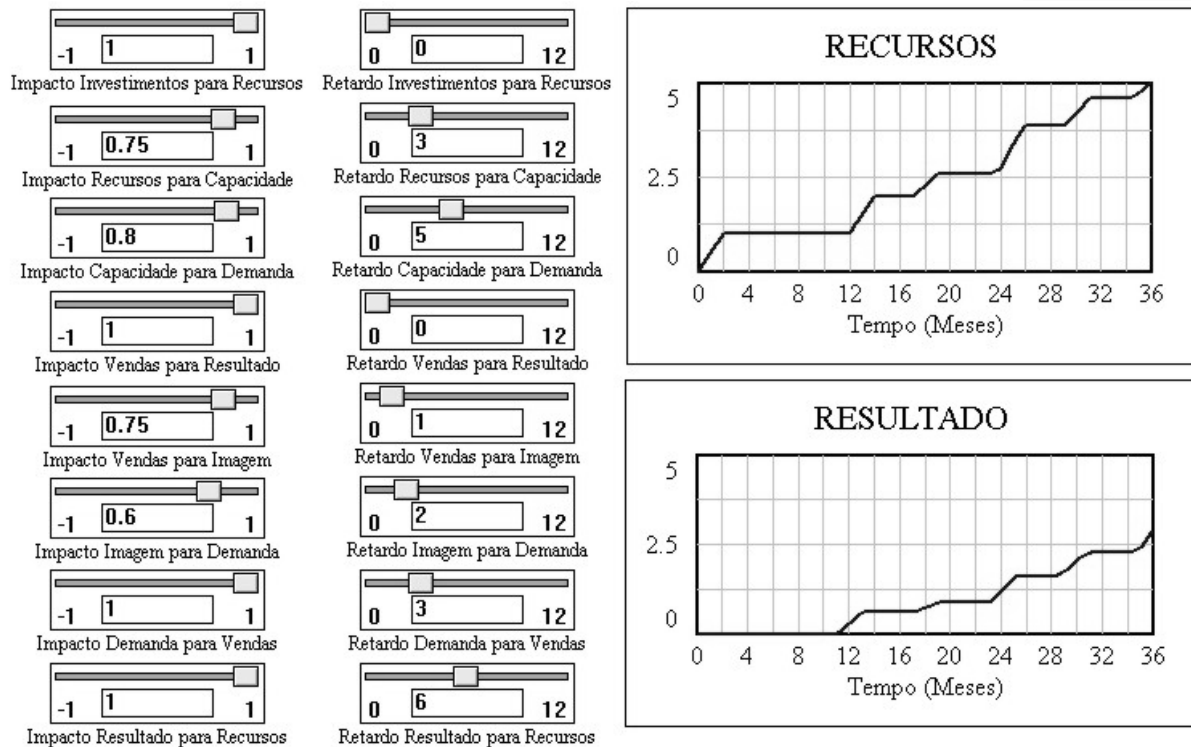 -1 1 1
Impacto Investimentos para Recursos
0 0 12
Retardo Investimentos para Recursos
-1 0.75 1
Impacto Recursos para Capacidade
0 3 12
Retardo Recursos para Capacidade
-1 0.8 1
Impacto Capacidade para Demanda
0 5 12
Retardo Capacidade para Demanda
-1 1 1
Impacto Vendas para Resultado
0 0 12
Retardo Vendas para Resultado
-1 0.75 1
Impacto Vendas para Imagem
0 1 12
Retardo Vendas para Imagem
-1 0.6 1
Impacto Imagem para Demanda
0 2 12
Retardo Imagem para Demanda
-1 1 1
Impacto Demanda para Vendas
0 3 12
Retardo Demanda para Vendas
-1 1 1
Impacto Resultado para Recursos
0 6 12
Retardo Resultado para Recursos
RECURSOS
5
2.5
0
0 4 8 12 16 20 24 28 32 36
Tempo (Meses)
RESULTADO
5
2.5
0
0 4 8 12 16 20 24 28 32 36
Tempo (Meses)